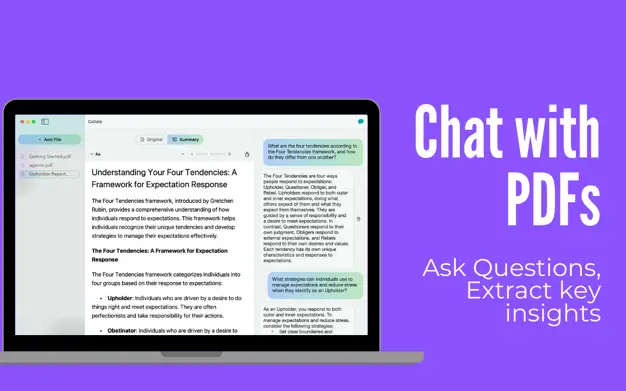 Collate
+ Add File
Getting Started.pdf
agents.pdf
Upholder-Report...
Original
Summary
Aa
Understanding Your Four Tendencies: A
Framework for Expectation Response
The Four Tendencies framework, introduced by Gretchen
Rubin, provides a comprehensive understanding of how
individuals respond to expectations. This framework helps
individuals recognize their unique tendencies and develop
strategies to manage their expectations effectively.
The Four Tendencies: A Framework for Expectation
Response
The Four Tendencies framework categorizes individuals into
four groups based on their response to expectations:
• Upholder: Individuals who are driven by a desire to do
things right and meet expectations. They are often
perfectionists and take responsibility for their actions.
• Obstinator: Individuals who are driven by a desire to
What are the four tendencies according to
the Four Tendencies framework, and how
do they differ from one another?
The Four Tendencies are four ways
people respond to expectations:
Upholder, Questioner, Obliger, and
Rebel. Upholders respond to both outer
and inner expectations, doing what
others expect of them and what they
expect from themselves. They are
guided by a sense of responsibility and
a desire to meet expectations. In
contrast, Questioners respond to their
own judgment, Obligers respond to
external expectations, and Rebels
respond to their own desires and values.
Each tendency has its own unique
characteristics and responses to
expectations.
What strategies can individuals use to
manage expectations and reduce stress
when they identify as an Upholder?
As an Upholder, you respond to both
outer and inner expectations. To
manage expectations and reduce stress,
consider the following strategies:
• Set clear boundaries and
Chat with
PDFs
Ask Questions,
Extract key
insights